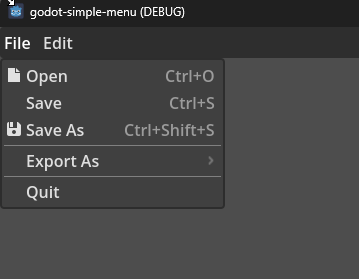 godot-simple-menu (DEBUG)
File Edit
Open Ctrl+O
Save Ctrl+S
Save As Ctrl+Shift+S
Export As
Quit